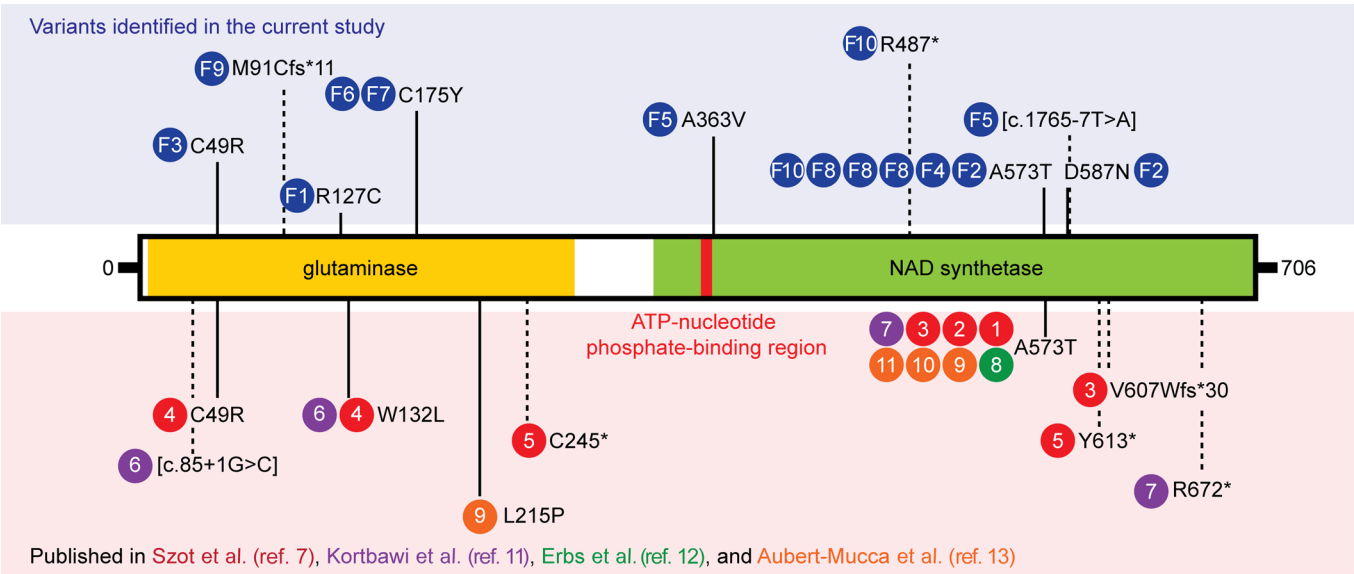 Variants identified in the current study
F10 R487*
F9 M91Cfs*11
F6 F7 C175Y
F5 A363V
F5 [c.1765-7T>A]
F3 C49R
F10 F8 F8 F8 F4 F2 A573T D587N F2
F1 R127C
0 glutaminase NAD synthetase 706
ATP-nucleotide
phosphate-binding region
7 3 2 1
A573T
11 10 9 8
3 V607Wfs*30
4 C49R
6 4 W132L
5 C245*
5 Y613*
6 [c.85+1G>C]
7 R672*
9 L215P
Published in Szot et al. (ref. 7), Kortbawi et al. (ref. 11), Erbs et al. (ref. 12), and Aubert-Mucca et al. (ref. 13)